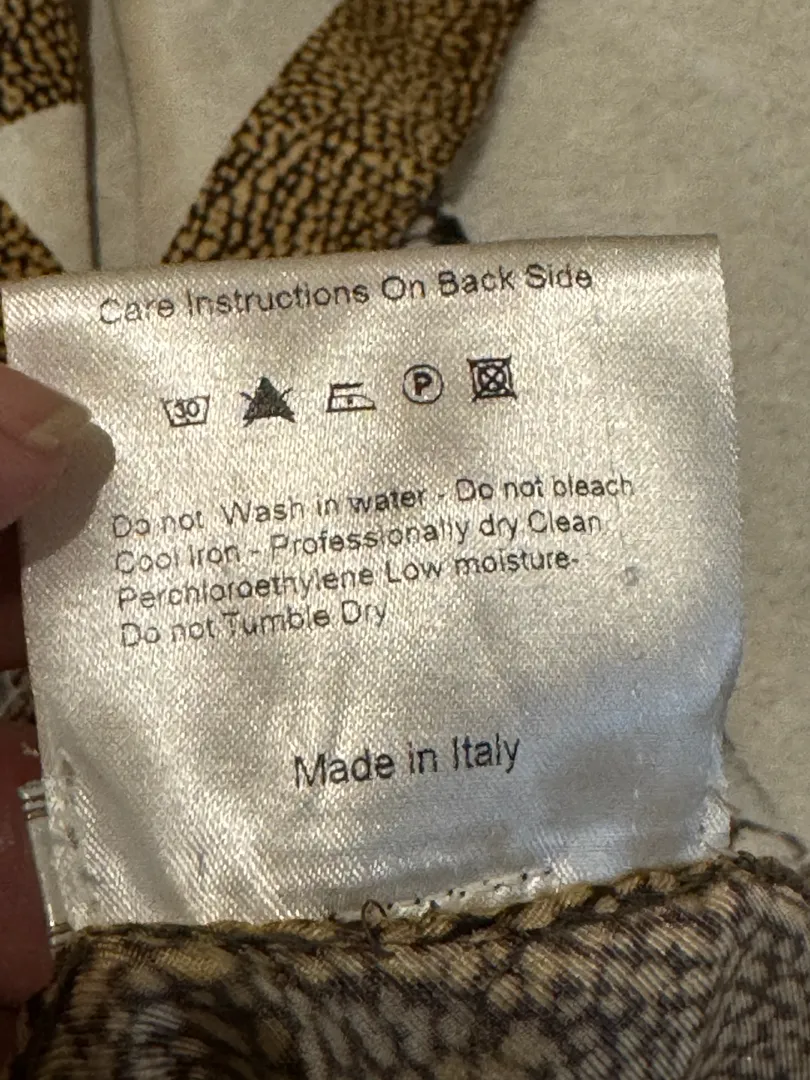 Care Instructions On Back Side
30 P
Do not Wash in water - Do not bleach
Cool Iron - Professionally dry Clean
Perchloroethylene Low moisture-
Do not Tumble Dry
Made in Italy